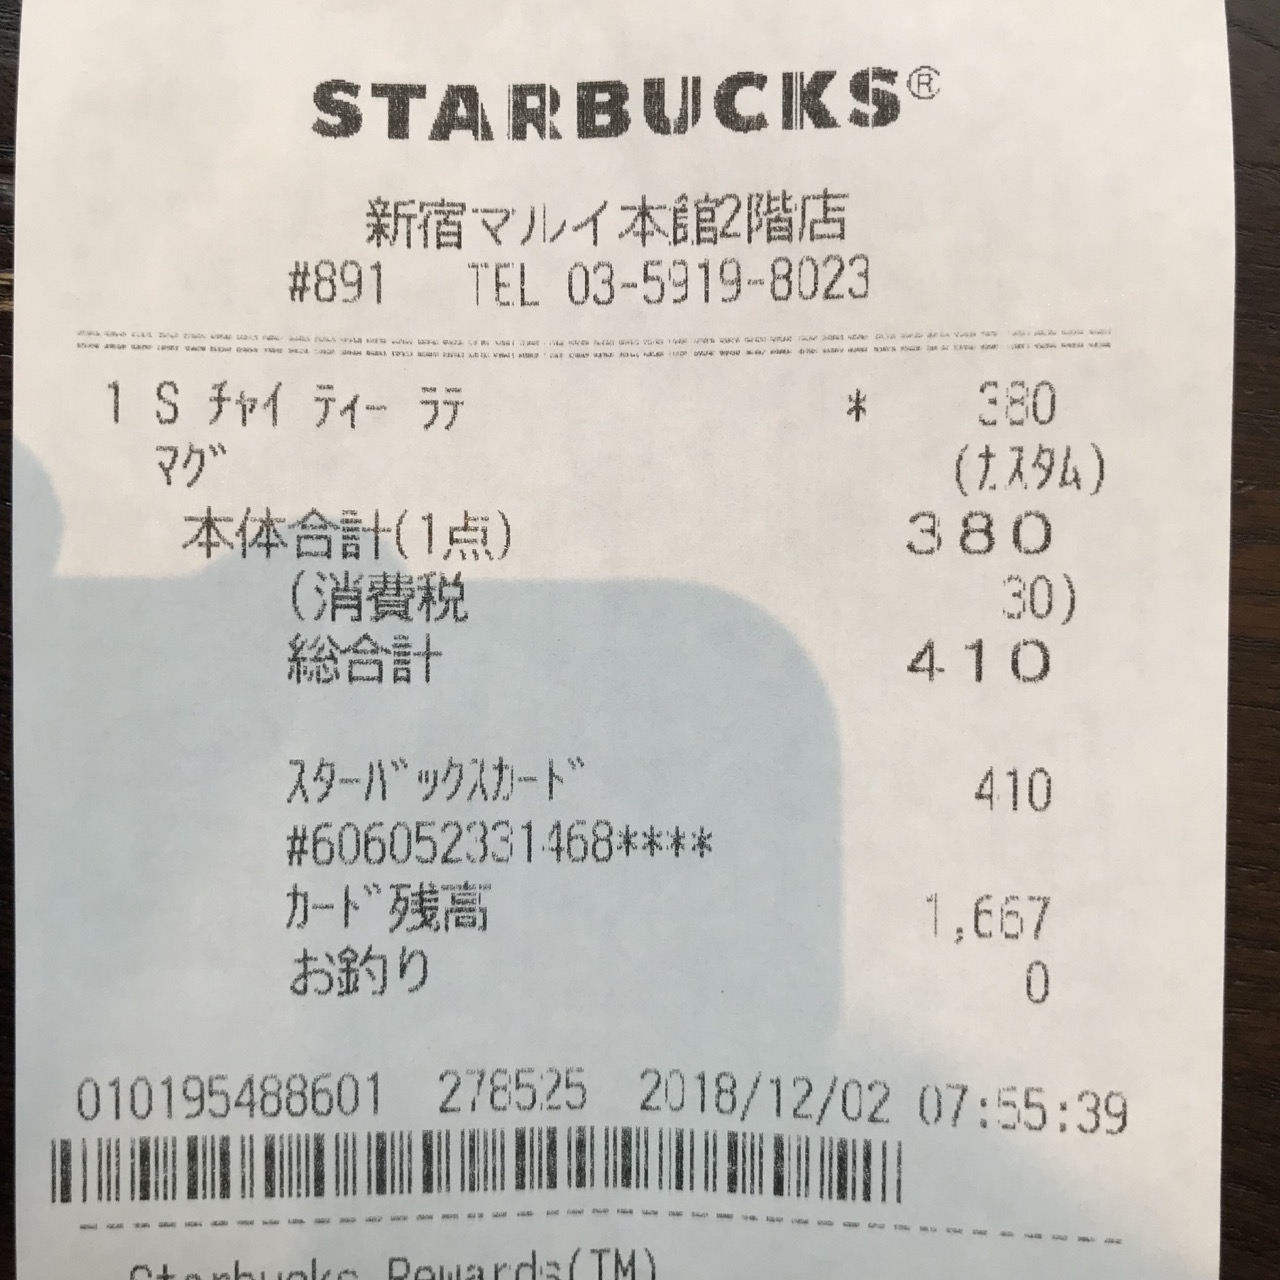 STARBUCKS®
新宿マルイ本館2階店
#891 TEL 03-5919-8023
1 S チャイ ティー ラテ * 380
マグ (カスタム)
本体合計(1点) 380
(消費税 30)
総合計 410
スターバックスカード 410
#606052331468****
カード残高 1,667
お釣り 0
010195488601 278525 2018/12/02 07:55:39
Starbucks Rewards(TM)